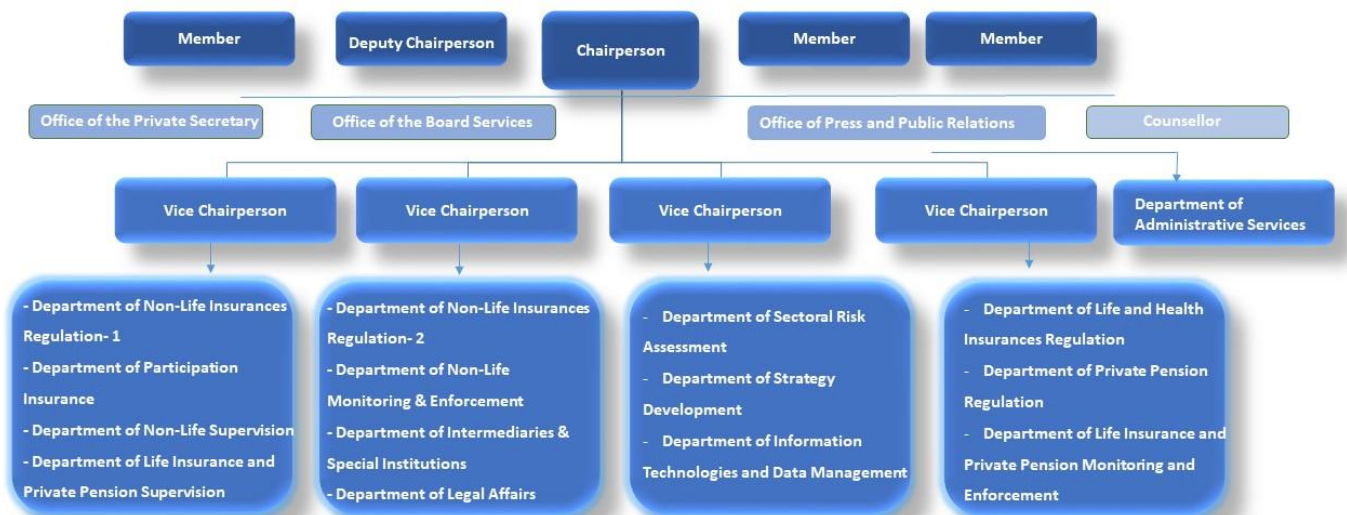 Member
Deputy Chairperson
Chairperson
Member
Member
Office of the Private Secretary
Office of the Board Services
Office of Press and Public Relations
Counsellor
Vice Chairperson
Vice Chairperson
Vice Chairperson
Vice Chairperson
Department of
Administrative Services
- Department of Non-Life Insurances
Regulation- 1
- Department of Participation
Insurance
- Department of Non-Life Supervision
- Department of Life Insurance and
Private Pension Supervision
- Department of Non-Life Insurances
Regulation- 2
- Department of Non-Life
Monitoring & Enforcement
- Department of Intermediaries &
Special Institutions
- Department of Legal Affairs
- Department of Sectoral Risk
Assessment
- Department of Strategy
Development
- Department of Information
Technologies and Data Management
- Department of Life and Health
Insurances Regulation
- Department of Private Pension
Regulation
- Department of Life Insurance and
Private Pension Monitoring and
Enforcement